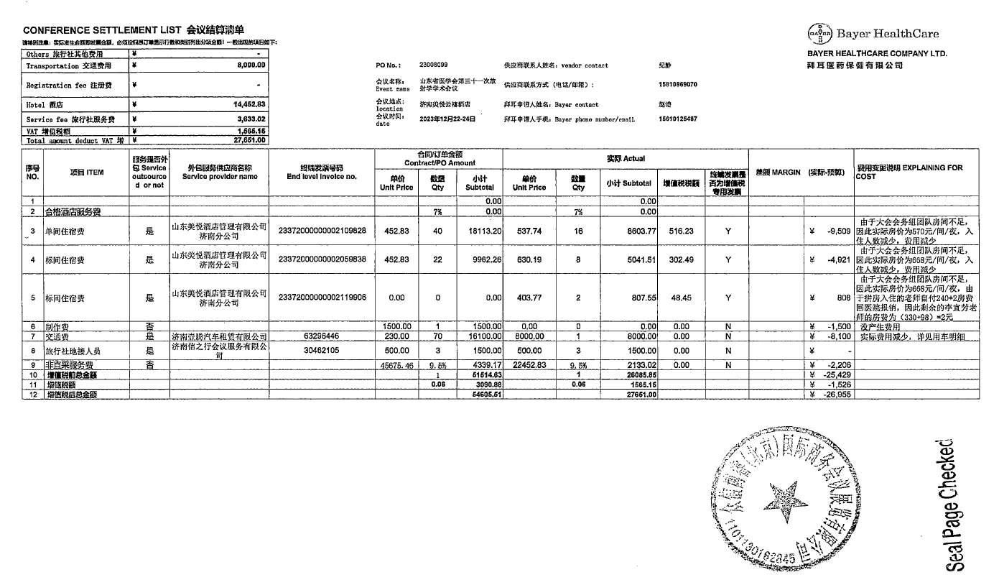 CONFERENCE SETTLEMENT LIST 会议结算清单
请特别注意：实际发生必须即发票金额，必须按照原订单显示行数和类别列出分项金额！一般出现的项目如下：
Others 旅行社其他费用 ¥ -
Transportation 交通费用 ¥ 8,000.00
Registration fee 注册费 ¥ -
Hotel 酒店 ¥ 14,452.83
Service fee 旅行社服务费 ¥ 3,633.02
VAT 增值税额 ¥ 1,565.15
Total amount deduct VAT 增 ¥ 27,651.00
PO No.: 23008099 供应商联系人姓名：vendor contact 纪静
会议名称： Event name 山东省医学会第三十一次放射学学术会议 供应商联系方式（电话/邮箱）： 15810969070
会议地点： location 济南美悦云禧酒店 拜耳申请人姓名：Bayer contact
会议时间： date 2023年12月22-24日 拜耳申请人手机：Bayer phone number/email 15610125487
BAYER Bayer HealthCare
BAYER HEALTHCARE COMPANY LTD.
拜耳医药保健有限公司
序号 NO. 项目 ITEM 服务是否外包 Service outsourced or not 外包服务供应商名称 Service provider name 终端发票号码 End level Invoice no. 合同/订单金额 Contract/PO Amount 实际 Actual 差额 MARGIN （实际-预算） 费用变更说明 EXPLAINING FOR COST
单价 Unit Price 数量 Qty 小计 Subtotal 单价 Unit Price 数量 Qty 小计 Subtotal 增值税税额 终端发票是否为增值税专用发票
1 0.00 0.00
2 合格酒店服务费 7% 0.00 7% 0.00
3 单间住宿费 是 山东美悦酒店管理有限公司济南分公司 23372000000002109828 452.83 40 18113.20 537.74 16 8603.77 516.23 Y ¥ -9,509 由于大会会务组团队房间不足，因此实际房价为570元/间/夜，入住人数减少，费用减少
4 标间住宿费 是 山东美悦酒店管理有限公司济南分公司 23372000000002059838 452.83 22 9962.26 630.19 8 5041.51 302.49 Y ¥ -4,921 由于大会会务组团队房间不足，因此实际房价为668元/间/夜，入住人数减少，费用减少
5 标间住宿费 是 山东美悦酒店管理有限公司济南分公司 23372000000002119906 0.00 0 0.00 403.77 2 807.55 48.45 Y ¥ 808 由于大会会务组团队房间不足，因此实际房价为668元/间/夜，由于拼房入住的老师自付240*2房费回医院报销，因此剩余的李宜芳老师的房费为（330+98）*2元
6 制作费 否 1500.00 1 1500.00 0.00 0 0.00 0.00 N ¥ -1,500 没产生费用
7 交通费 是 济南壹腾汽车租赁有限公司 63296446 230.00 70 16100.00 8000.00 1 8000.00 0.00 N ¥ -8,100 实际费用减少，详见用车明细
8 旅行社地接人员 是 济南信之行会议服务有限公司 30462105 500.00 3 1500.00 500.00 3 1500.00 0.00 N ¥ -
9 非直采服务费 否 45675.46 9.5% 4339.17 22452.83 9.5% 2133.02 0.00 N ¥ -2,206
10 增值税前总金额 1 51514.63 1 26085.85 ¥ -25,429
11 增值税额 0.06 3090.88 0.06 1565.15 ¥ -1,526
12 增值税后总金额 54605.51 27651.00 ¥ -26,955
众信博睿(北京)国际商务会议展览有限公司
1101130162845
Seal Page Checked